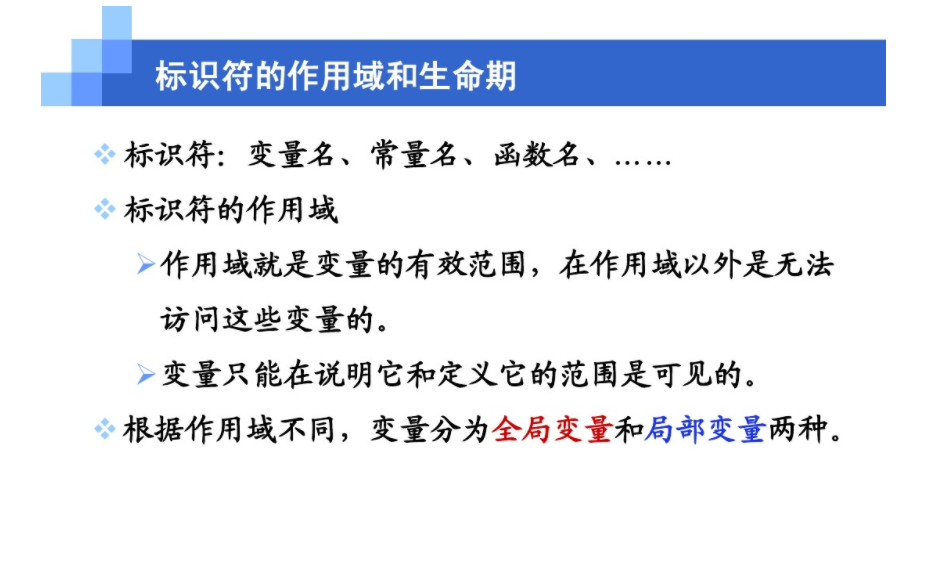 标识符的作用域和生命期
标识符：变量名、常量名、函数名、……
标识符的作用域
作用域就是变量的有效范围，在作用域以外是无法
访问这些变量的。
变量只能在说明它和定义它的范围是可见的。
根据作用域不同，变量分为全局变量和局部变量两种。